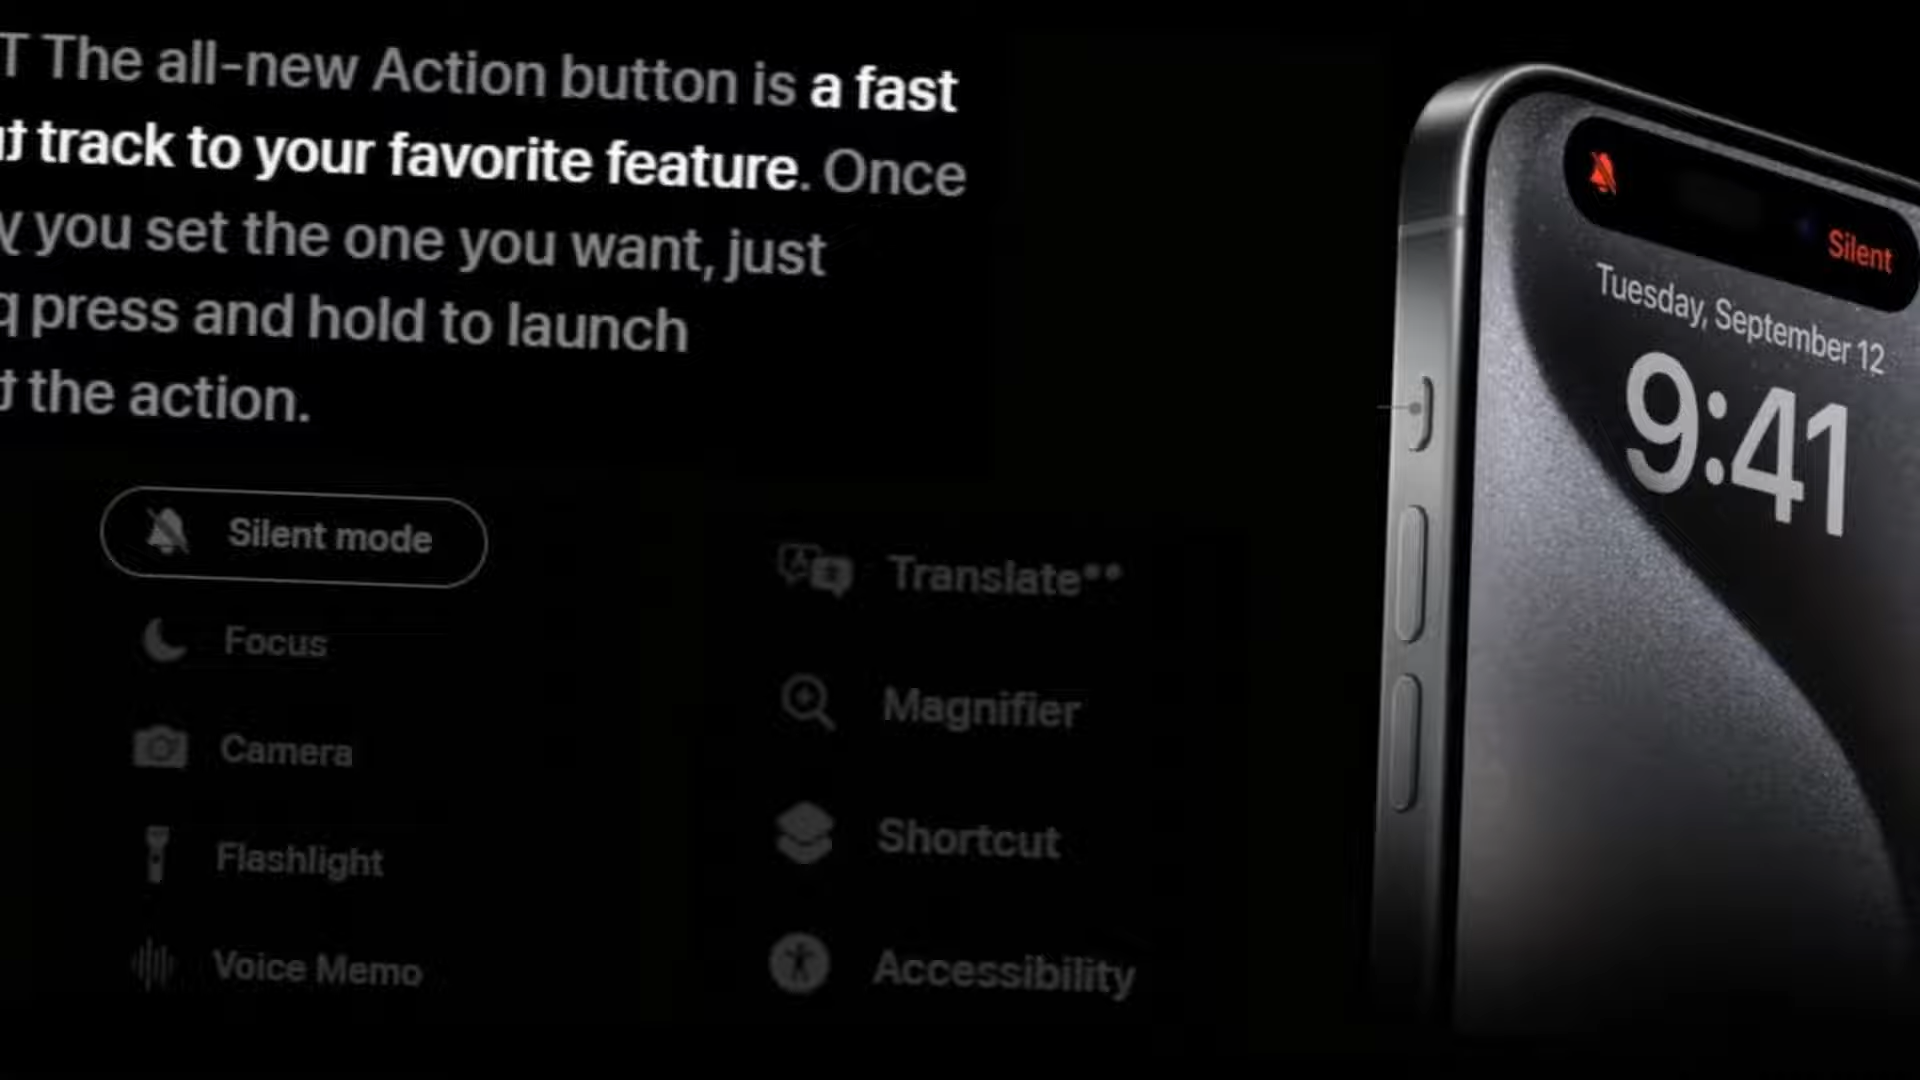 T The all-new Action button is a fast
track to your favorite feature. Once
y you set the one you want, just
q press and hold to launch
the action.
Silent mode
Focus
Camera
Flashlight
Voice Memo
Translate**
Magnifier
Shortcut
Accessibility
Silent
Tuesday, September 12
9:41